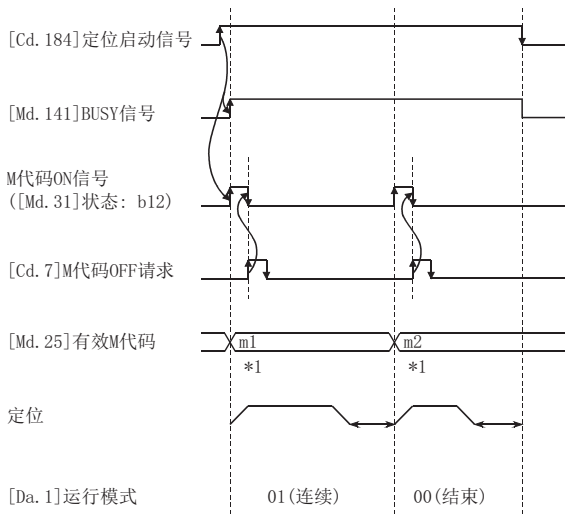 [Cd.184]定位启动信号
[Md.141]BUSY信号
M代码ON信号
([Md.31]状态: b12)
[Cd.7]M代码OFF请求
[Md.25]有效M代码
m1
m2
*1
*1
定位
[Da.1]运行模式
01(连续)
00(结束)